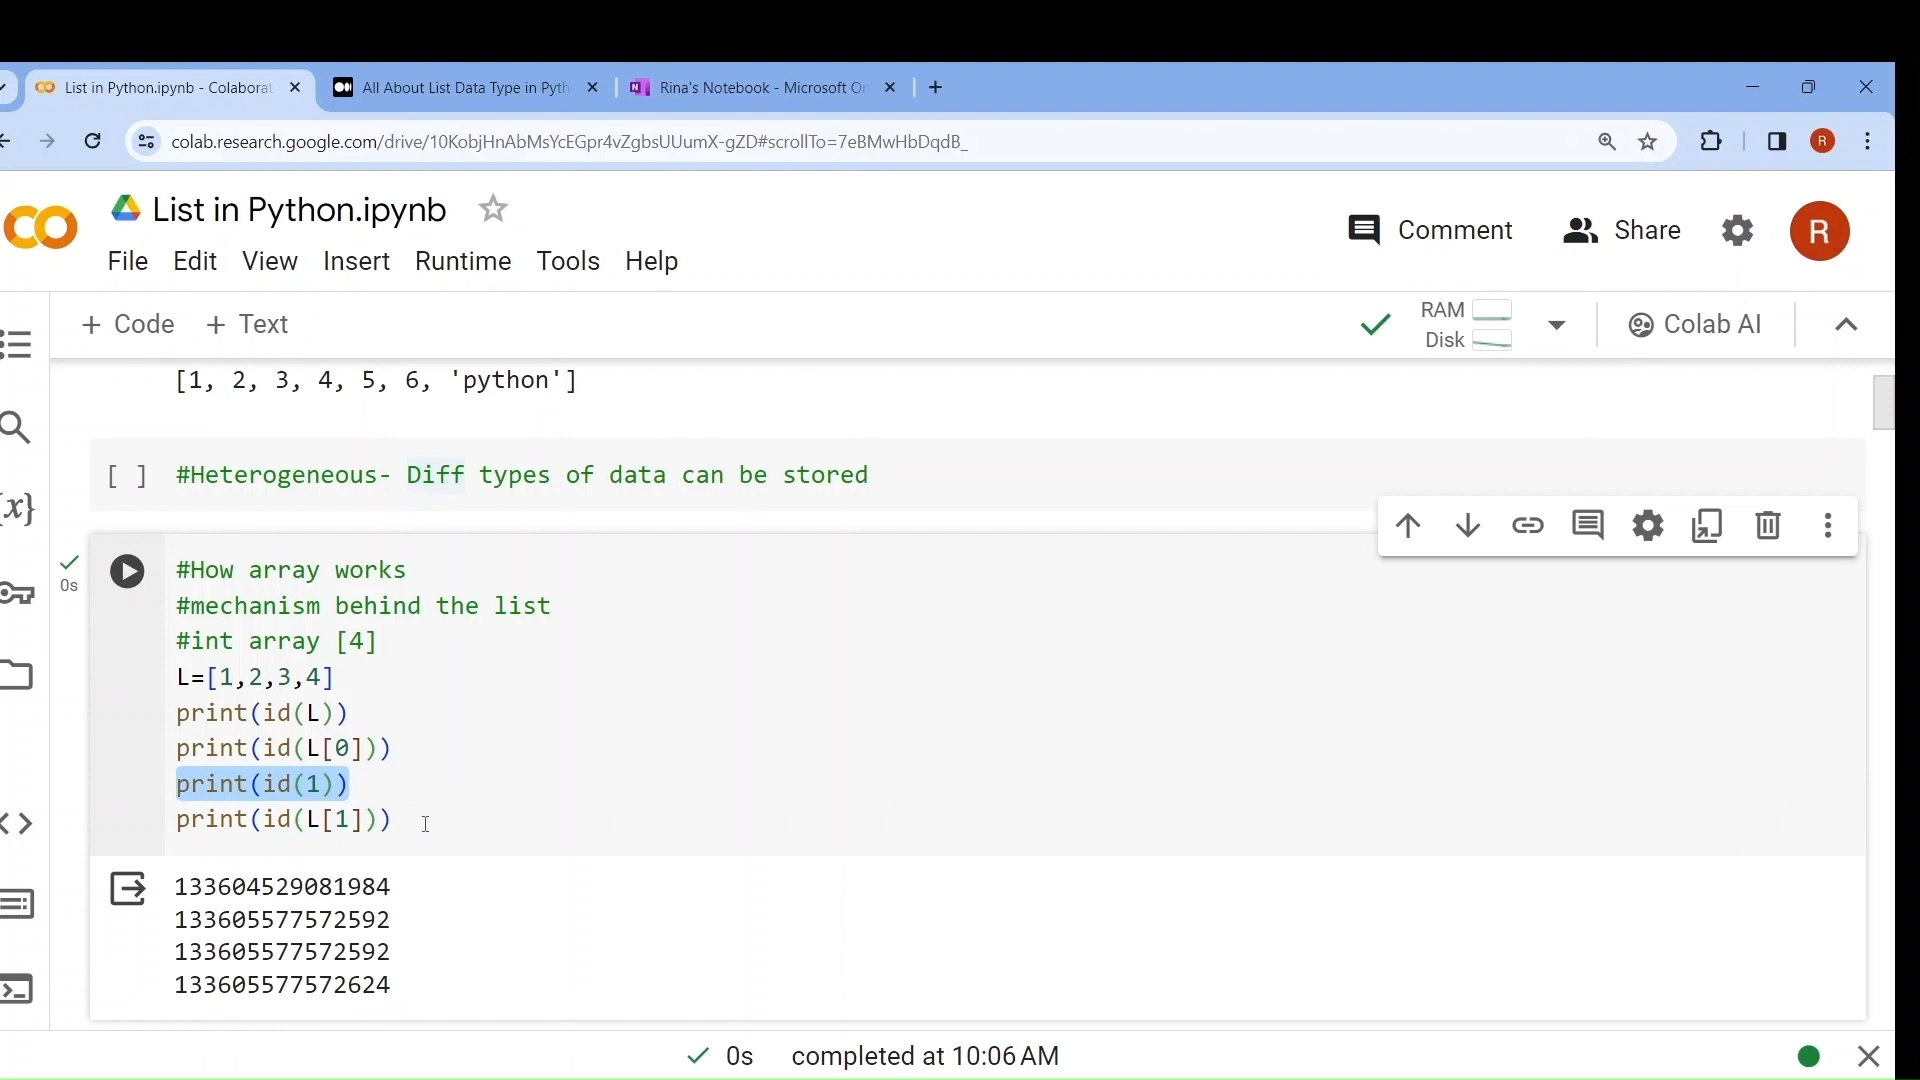 List in Python.ipynb - Colaborat
All About List Data Type in Pyth
Rina's Notebook - Microsoft On
colab.research.google.com/drive/10KobjHnAbMsYcEGpr4vZgbsUUumX-gZD#scrollTo=7eBMwHbDqdB_
R
List in Python.ipynb
Comment
Share
R
File Edit View Insert Runtime Tools Help
+ Code + Text
RAM
Disk
Colab AI
[1, 2, 3, 4, 5, 6, 'python']
[ ] #Heterogeneous- Diff types of data can be stored
{x}
0s
#How array works
#mechanism behind the list
#int array [4]
L=[1,2,3,4]
print(id(L))
print(id(L[0]))
print(id(1))
print(id(L[1]))
133604529081984
133605577572592
133605577572592
133605577572624
0s completed at 10:06 AM